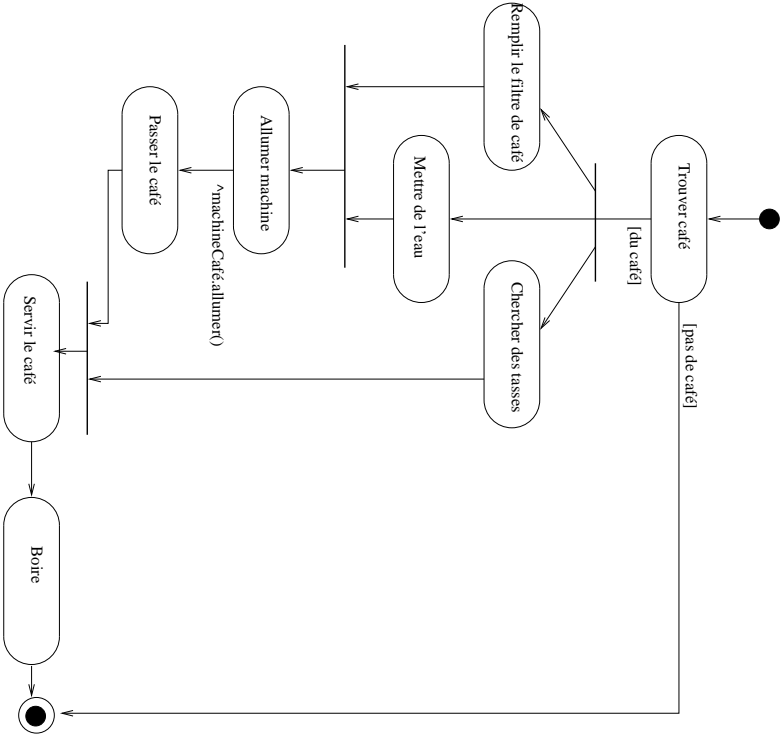 Trouver café
[pas de café]
[du café]
Remplir le filtre de café
Chercher des tasses
Mettre de l'eau
Allumer machine
^machineCafé.allumer()
Passer le café
Servir le café
Boire